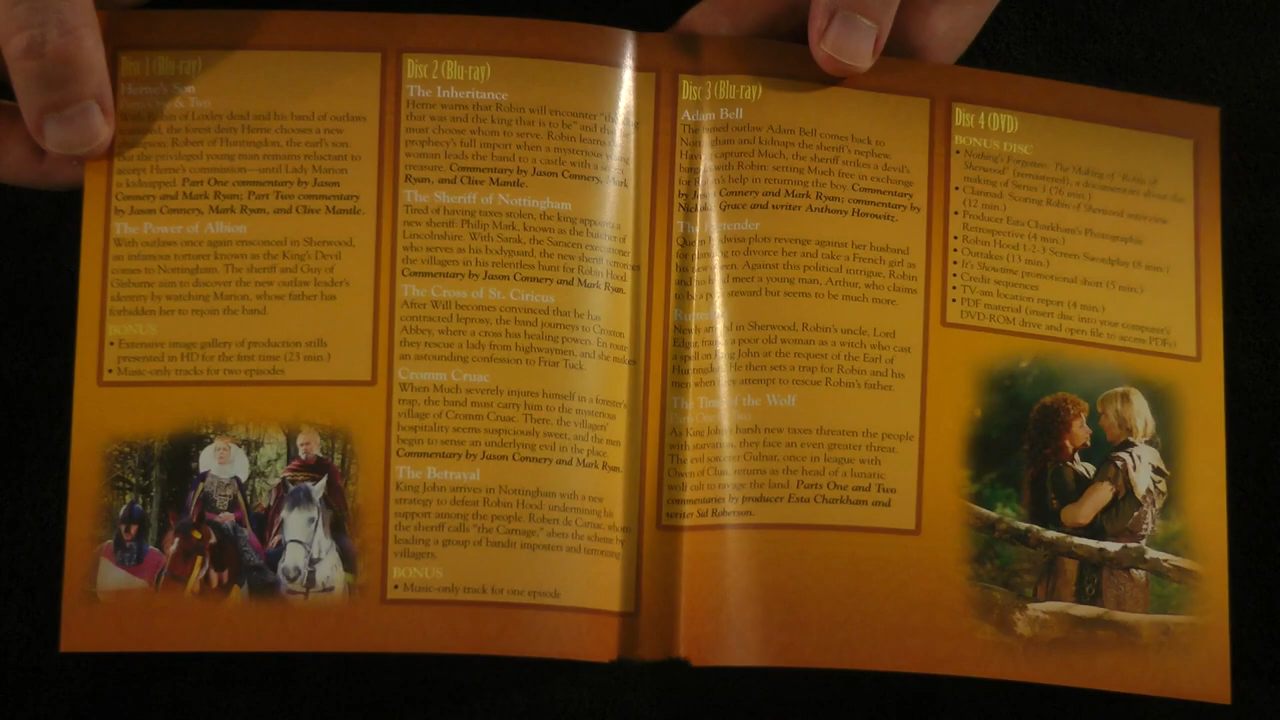 Disc 1 (Blu-ray)
Herne's Son
Parts One & Two
With Robin of Loxley dead and his band of outlaws
scattered, the forest deity Herne chooses a new
champion: Robert of Huntingdon, the earl's son.
But the privileged young man remains reluctant to
accept Herne's commission—until Lady Marion
is kidnapped. Part One commentary by Jason
Connery and Mark Ryan; Part Two commentary
by Jason Connery, Mark Ryan, and Clive Mantle.
The Power of Albion
With outlaws once again ensconced in Sherwood,
an infamous torturer known as the King's Devil
comes to Nottingham. The sheriff and Guy of
Gisburne aim to discover the new outlaw leader's
identity by watching Marion, whose father has
forbidden her to rejoin the band.
BONUS
• Extensive image gallery of production stills
presented in HD for the first time (23 min.)
• Music-only tracks for two episodes
Disc 2 (Blu-ray)
The Inheritance
Herne warns that Robin will encounter "the king
that was and the king that is to be" and that he
must choose whom to serve. Robin learns the
prophecy's full import when a mysterious young
woman leads the band to a castle with a secret
treasure. Commentary by Jason Connery, Mark
Ryan, and Clive Mantle.
The Sheriff of Nottingham
Tired of having taxes stolen, the king appoints a
new sheriff: Philip Mark, known as the butcher of
Lincolnshire. With Sarak, the Saracen executioner
who serves as his bodyguard, the new sheriff terrorizes
the villagers in his relentless hunt for Robin Hood.
Commentary by Jason Connery and Mark Ryan.
The Cross of St. Ciricus
After Will becomes convinced that he has
contracted leprosy, the band journeys to Croxton
Abbey, where a cross has healing powers. En route,
they rescue a lady from highwaymen, and she makes
an astounding confession to Friar Tuck.
Cromm Cruac
When Much severely injures himself in a forester's
trap, the band must carry him to the mysterious
village of Cromm Cruac. There, the villagers'
hospitality seems suspiciously sweet, and the men
begin to sense an underlying evil in the place.
Commentary by Jason Connery and Mark Ryan.
The Betrayal
King John arrives in Nottingham with a new
strategy to defeat Robin Hood: undermining his
support among the people. Robert de Carnac, whom
the sheriff calls "the Carnage," abets the scheme by
leading a group of bandit imposters and terrorizing
villagers.
BONUS
• Music-only track for one episode
Disc 3 (Blu-ray)
Adam Bell
The famed outlaw Adam Bell comes back to
Nottingham and kidnaps the sheriff's nephew.
Having captured Much, the sheriff strikes a devil's
bargain with Robin: setting Much free in exchange
for Robin's help in returning the boy. Commentary
by Jason Connery and Mark Ryan; commentary by
Nickolas Grace and writer Anthony Horowitz.
The Pretender
Queen Hadwisa plots revenge against her husband
for planning to divorce her and take a French girl as
his new queen. Against this political intrigue, Robin
and his band meet a young man, Arthur, who claims
to be a poor steward but seems to be much more.
Rutterkin
Newly arrived in Sherwood, Robin's uncle, Lord
Edgar, frames a poor old woman as a witch who cast
a spell on King John at the request of the Earl of
Huntingdon. He then sets a trap for Robin and his
men when they attempt to rescue Robin's father.
The Time of the Wolf
Parts One & Two
As King John's harsh new taxes threaten the people
with starvation, they face an even greater threat.
The evil sorcerer Gulnar, once in league with
Owen of Clun, returns as the head of a lunatic
wolf cult to ravage the land. Parts One and Two
commentaries by producer Esta Charkham and
writer Sid Roberson.
Disc 4 (DVD)
BONUS DISC
• Nothing's Forgotten: The Making of "Robin of
Sherwood" (remastered), a documentary about the
making of Series 3 (76 min.)
• Clannad: Scoring Robin of Sherwood interview
(12 min.)
• Producer Esta Charkham's Photographic
Retrospective (4 min.)
• Robin Hood 1-2-3 Screen Swordplay (8 min.)
• Outtakes (13 min.)
• It's Showtime promotional short (5 min.)
• Credit sequences
• TV-am location report (4 min.)
• PDF material (insert disc into your computer's
DVD-ROM drive and open file to access PDFs)